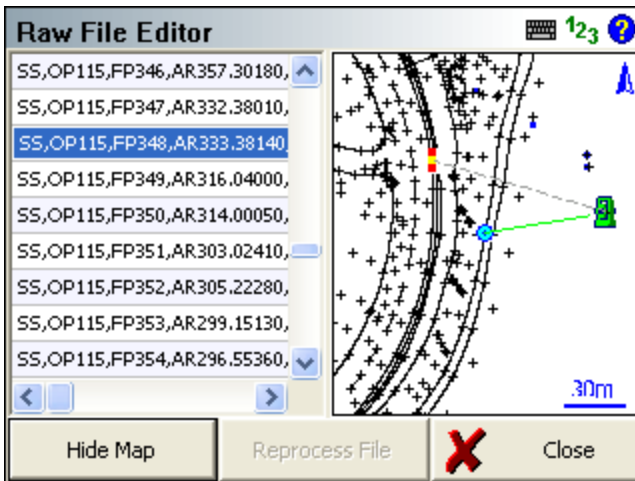 Raw File Editor
123
?
SS,OP115,FP346,AR357.30180,
SS,OP115,FP347,AR332.38010,
SS,OP115,FP348,AR333.38140,
SS,OP115,FP349,AR316.04000,
SS,OP115,FP350,AR314.00050,
SS,OP115,FP351,AR303.02410,
SS,OP115,FP352,AR305.22280,
SS,OP115,FP353,AR299.15130,
SS,OP115,FP354,AR296.55360,
30m
Hide Map
Reprocess File
Close